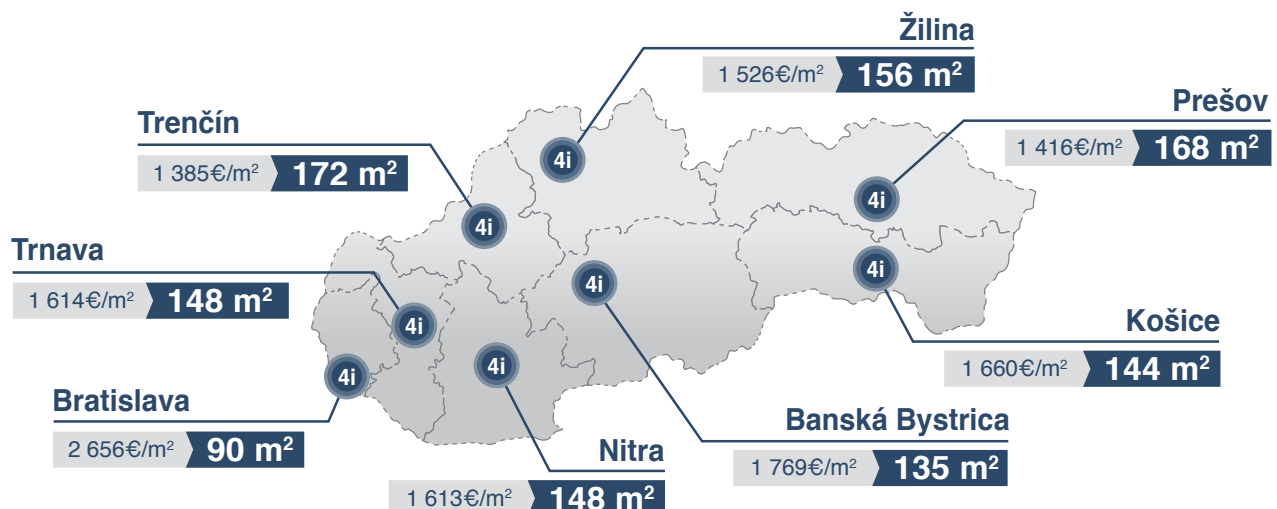 Žilina
1 526€/m²
156 m²
Prešov
1 416€/m²
168 m²
Trenčín
1 385€/m²
172 m²
4i
4i
4i
Trnava
1 614€/m²
148 m²
4i
4i
4i
Košice
1 660€/m²
144 m²
4i
4i
Bratislava
2 656€/m²
90 m²
Banská Bystrica
1 769€/m²
135 m²
Nitra
1 613€/m²
148 m²